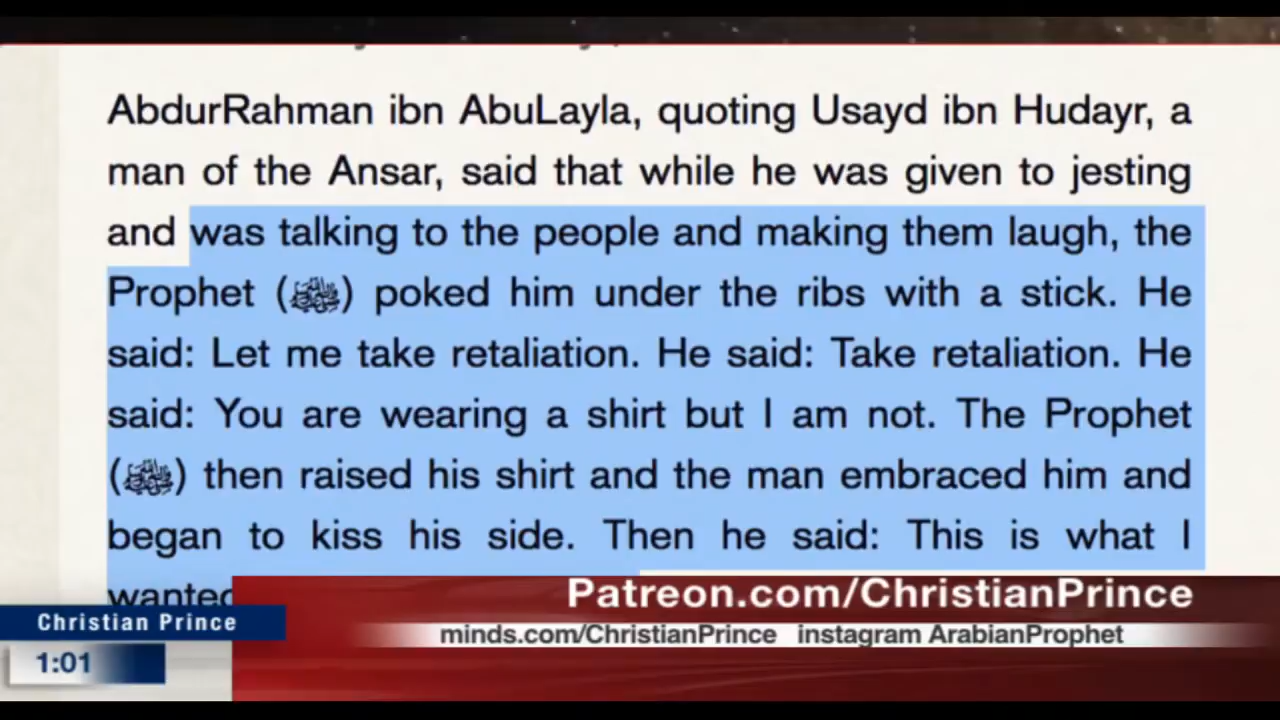 AbdurRahman ibn AbuLayla, quoting Usayd ibn Hudayr, a
man of the Ansar, said that while he was given to jesting
and was talking to the people and making them laugh, the
Prophet (ﷺ) poked him under the ribs with a stick. He
said: Let me take retaliation. He said: Take retaliation. He
said: You are wearing a shirt but I am not. The Prophet
(ﷺ) then raised his shirt and the man embraced him and
began to kiss his side. Then he said: This is what I
wanted
Patreon.com/ChristianPrince
Christian Prince
minds.com/ChristianPrince instagram ArabianProphet
1:01